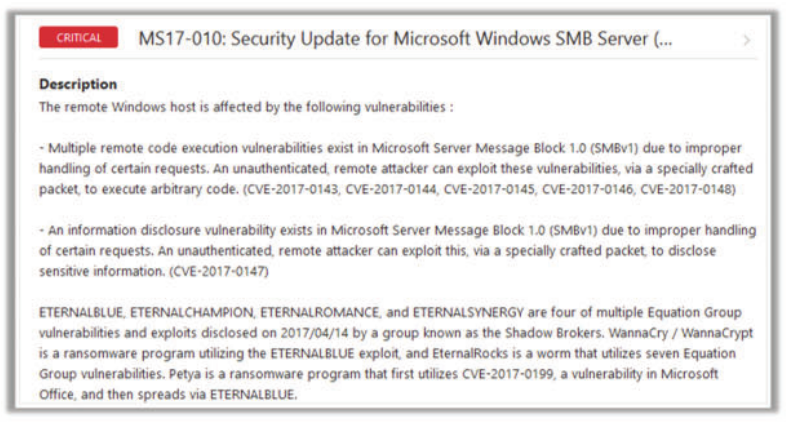 CRITICAL MS17-010: Security Update for Microsoft Windows SMB Server (...
Description
The remote Windows host is affected by the following vulnerabilities :
- Multiple remote code execution vulnerabilities exist in Microsoft Server Message Block 1.0 (SMBv1) due to improper
handling of certain requests. An unauthenticated, remote attacker can exploit these vulnerabilities, via a specially crafted
packet, to execute arbitrary code. (CVE-2017-0143, CVE-2017-0144, CVE-2017-0145, CVE-2017-0146, CVE-2017-0148)
- An information disclosure vulnerability exists in Microsoft Server Message Block 1.0 (SMBv1) due to improper handling
of certain requests. An unauthenticated, remote attacker can exploit this, via a specially crafted packet, to disclose
sensitive information. (CVE-2017-0147)
ETERNALBLUE, ETERNALCHAMPION, ETERNALROMANCE, and ETERNALSYNERGY are four of multiple Equation Group
vulnerabilities and exploits disclosed on 2017/04/14 by a group known as the Shadow Brokers. WannaCry / WannaCrypt
is a ransomware program utilizing the ETERNALBLUE exploit, and EternalRocks is a worm that utilizes seven Equation
Group vulnerabilities. Petya is a ransomware program that first utilizes CVE-2017-0199, a vulnerability in Microsoft
Office, and then spreads via ETERNALBLUE.